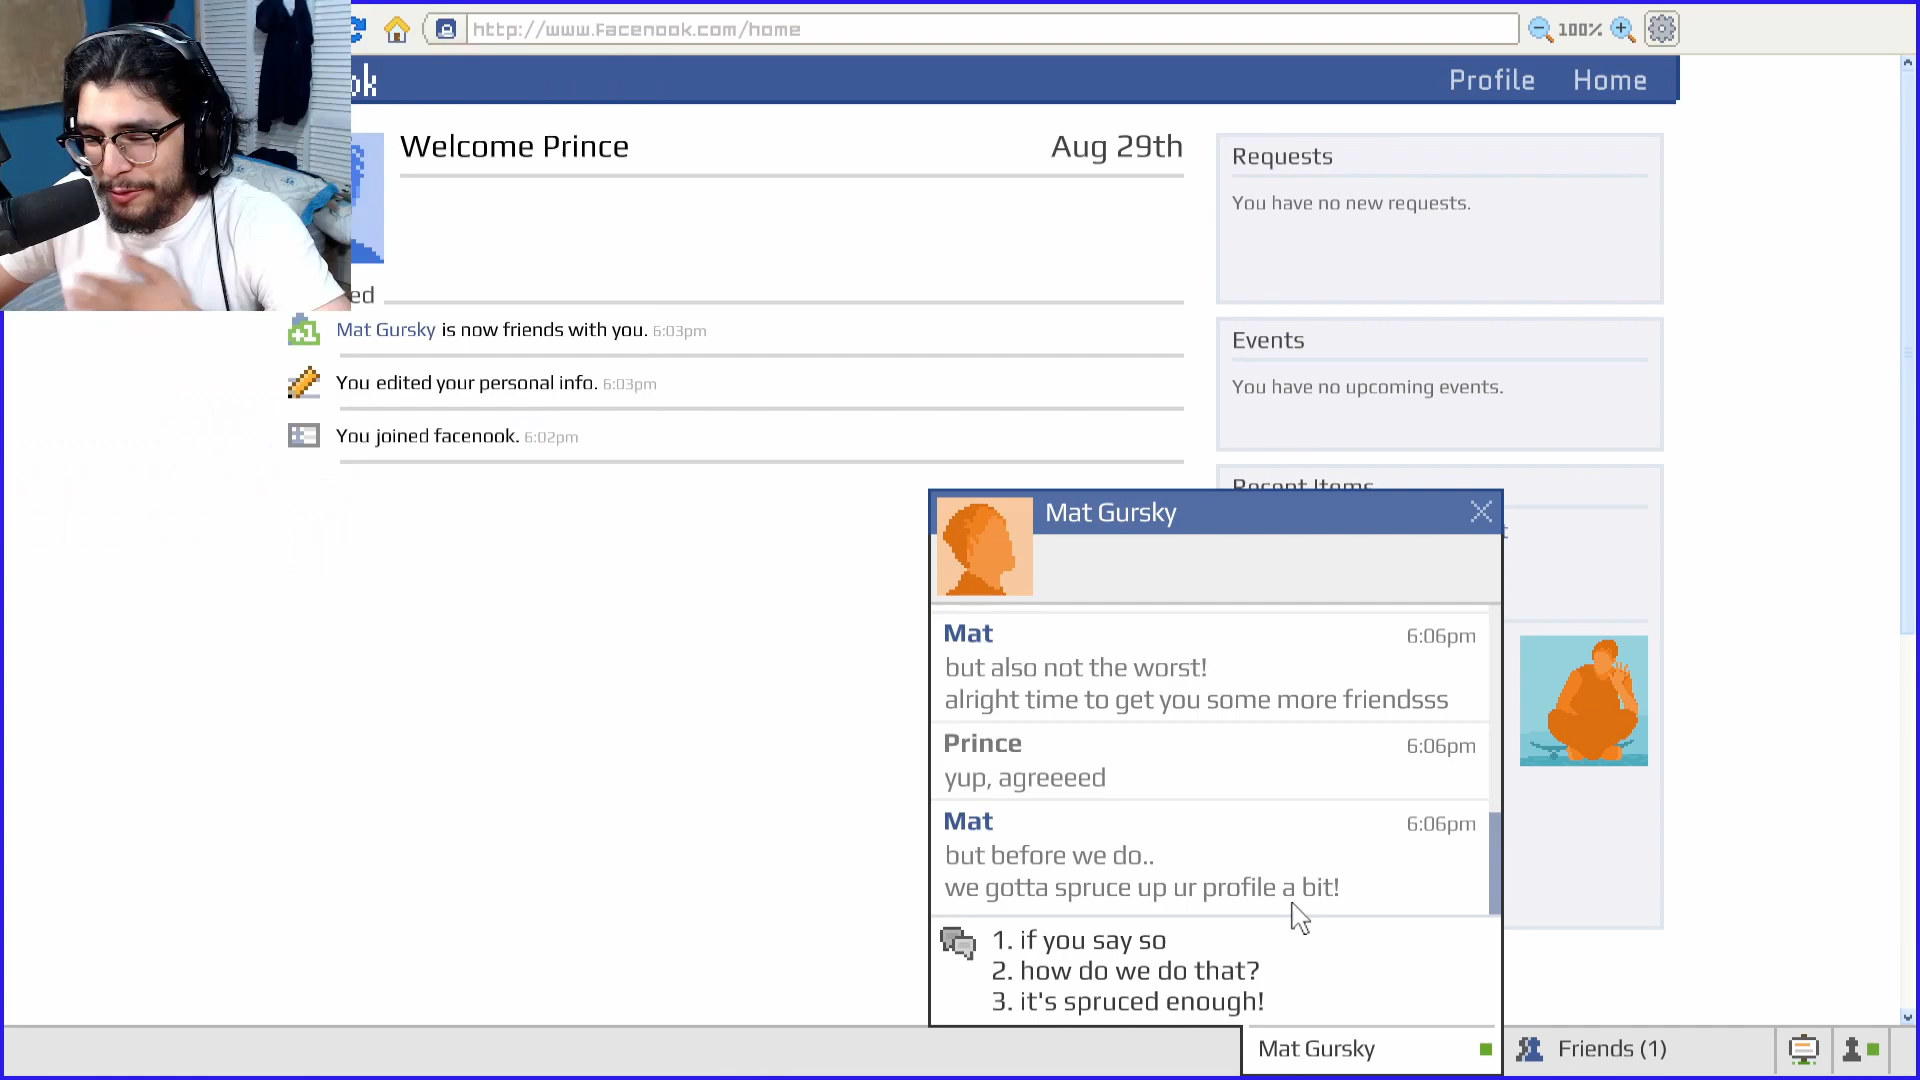 http://www.facenook.com/home
100%
ok
Profile
Home
Welcome Prince
Aug 29th
ed
+1
Mat Gursky is now friends with you. 6:03pm
You edited your personal info. 6:03pm
You joined facenook. 6:02pm
Requests
You have no new requests.
Events
You have no upcoming events.
Recent Items
Mat Gursky
Mat 6:06pm
but also not the worst!
alright time to get you some more friendsss
Prince 6:06pm
yup, agreeeed
Mat 6:06pm
but before we do..
we gotta spruce up ur profile a bit!
1. if you say so
2. how do we do that?
3. it's spruced enough!
Mat Gursky
Friends (1)